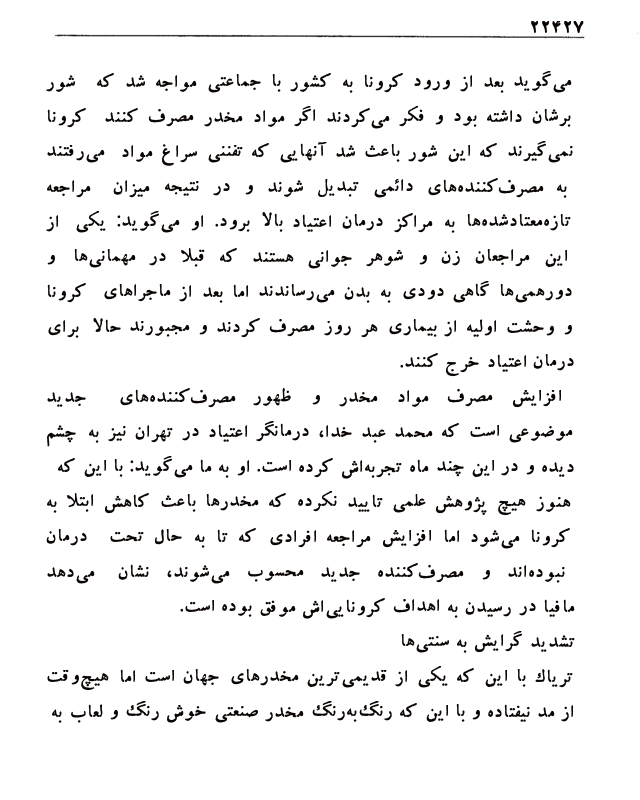 ۲۲۴۲۷
می‌گوید بعد از ورود کرونا به کشور با جماعتی مواجه شد که شور
برشان داشته بود و فکر می‌کردند اگر مواد مخدر مصرف کنند کرونا
نمی‌گیرند که این شور باعث شد آنهایی که تفننی سراغ مواد می‌رفتند
به مصرف‌کننده‌های دائمی تبدیل شوند و در نتیجه میزان مراجعه
تازه‌معتادشده‌ها به مراکز درمان اعتیاد بالا برود. او می‌گوید: یکی از
این مراجعان زن و شوهر جوانی هستند که قبلا در مهمانی‌ها و
دورهمی‌ها گاهی دودی به بدن می‌رساندند اما بعد از ماجراهای کرونا
و وحشت اولیه از بیماری هر روز مصرف کردند و مجبورند حالا برای
درمان اعتیاد خرج کنند.
افزایش مصرف مواد مخدر و ظهور مصرف‌کننده‌های جدید
موضوعی است که محمد عبد خدا، درمانگر اعتیاد در تهران نیز به چشم
دیده و در این چند ماه تجربه‌اش کرده است. او به ما می‌گوید: با این که
هنوز هیچ پژوهش علمی تایید نکرده که مخدرها باعث کاهش ابتلا به
کرونا می‌شود اما افزایش مراجعه افرادی که تا به حال تحت درمان
نبوده‌اند و مصرف‌کننده جدید محسوب می‌شوند، نشان می‌دهد
مافیا در رسیدن به اهداف کرونایی‌اش موفق بوده است.
تشدید گرایش به سنتی‌ها
تریاك با این که یکی از قدیمی‌ترین مخدرهای جهان است اما هیچ‌وقت
از مد نیفتاده و با این که رنگ‌به‌رنگ مخدر صنعتی خوش رنگ و لعاب به